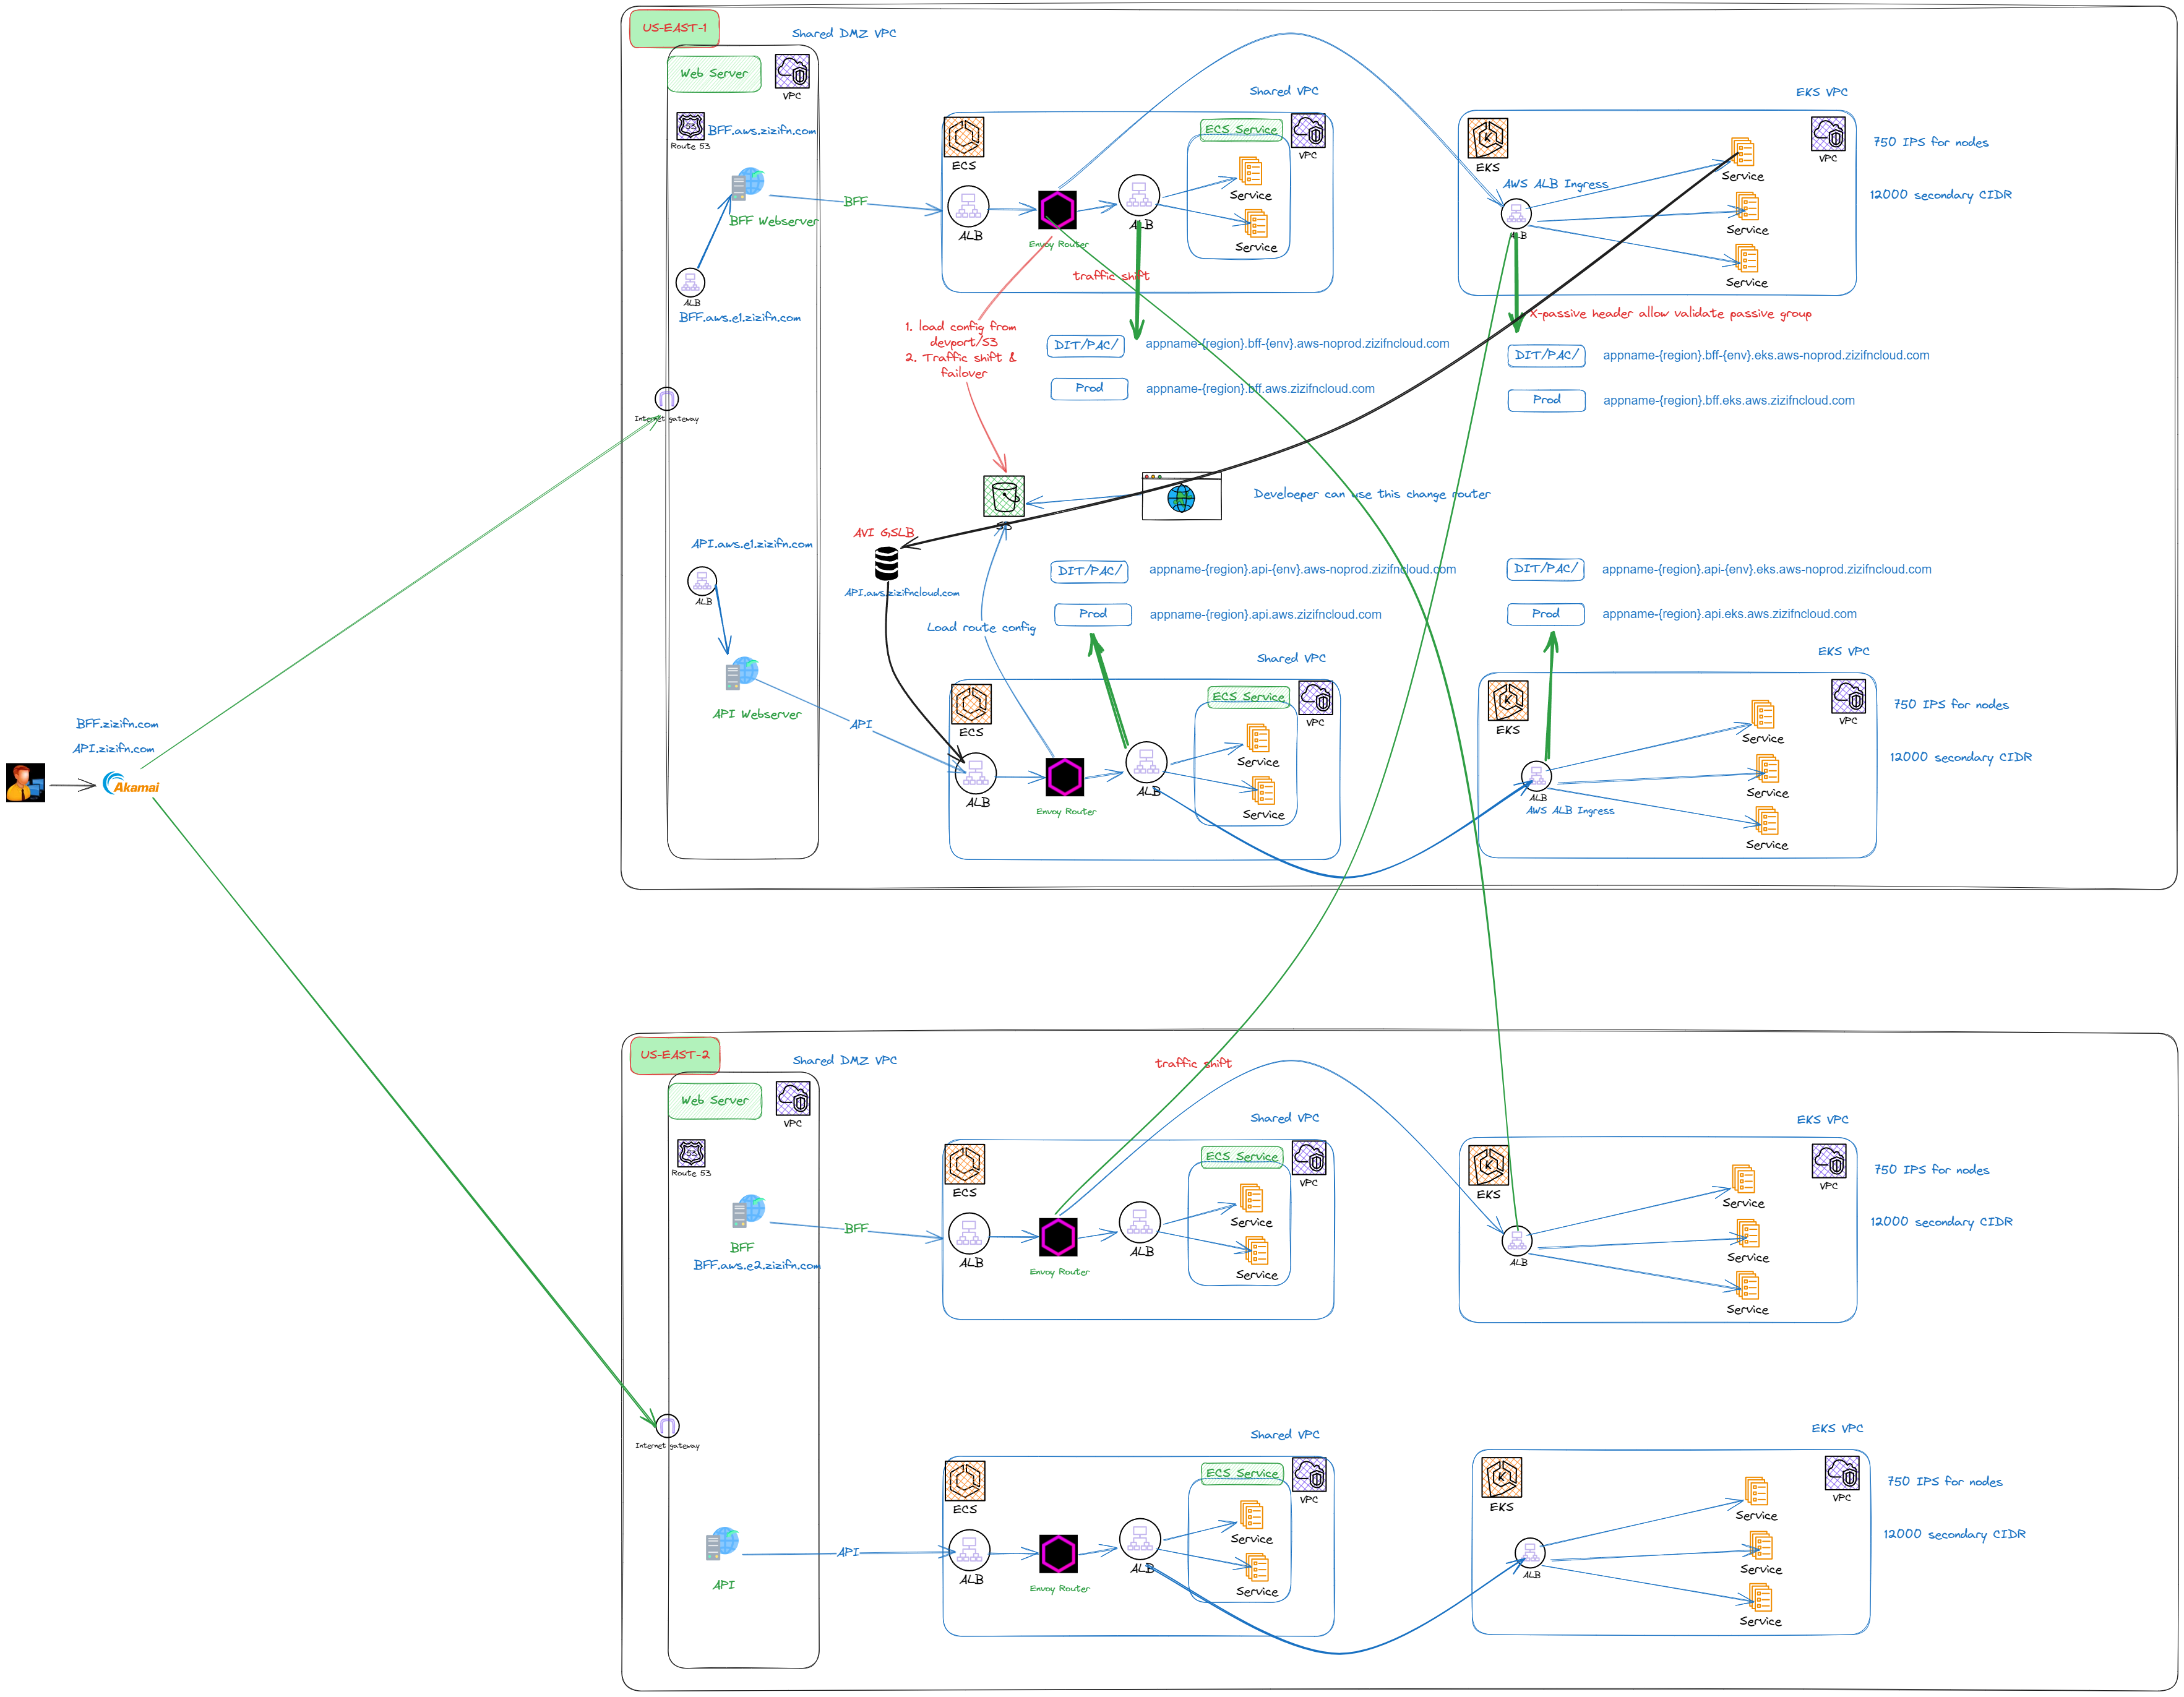 US-EAST-1
Shared DMZ VPC
Web Server
VPC
Route 53
BFF.aws.zizifn.com
BFF Webserver
ALB
BFF.aws.e1.zizifn.com
Internet gateway
API.aws.e1.zizifn.com
ALB
API Webserver
BFF
API
Shared VPC
ECS
ECS Service
VPC
ALB
Envoy Router
ALB
Service
Service
traffic shift
EKS VPC
EKS
VPC
AWS ALB Ingress
ALB
Service
Service
Service
750 IPS for nodes
12000 secondary CIDR
1. load config from
devport/S3
2. Traffic shift &
failover
DIT/PAC/
appname-{region}.bff-{env}.aws-noprod.zizifncloud.com
Prod
appname-{region}.bff.aws.zizifncloud.com
X-passive header allow validate passive group
DIT/PAC/
appname-{region}.bff-{env}.eks.aws-noprod.zizifncloud.com
Prod
appname-{region}.bff.eks.aws.zizifncloud.com
S3
Develoeper can use this change router
AVI GSLB
API.aws.zizifncloud.com
Load route config
DIT/PAC/
appname-{region}.api-{env}.aws-noprod.zizifncloud.com
Prod
appname-{region}.api.aws.zizifncloud.com
DIT/PAC/
appname-{region}.api-{env}.eks.aws-noprod.zizifncloud.com
Prod
appname-{region}.api.eks.aws.zizifncloud.com
Shared VPC
ECS
ECS Service
VPC
ALB
Envoy Router
ALB
Service
Service
EKS VPC
EKS
VPC
ALB
AWS ALB Ingress
Service
Service
Service
750 IPS for nodes
12000 secondary CIDR
BFF.zizifn.com
API.zizifn.com
Akamai
US-EAST-2
Shared DMZ VPC
Web Server
VPC
Route 53
BFF
BFF.aws.e2.zizifn.com
Internet gateway
API
BFF
API
traffic shift
Shared VPC
ECS
ECS Service
VPC
ALB
Envoy Router
ALB
Service
Service
EKS VPC
EKS
VPC
ALB
Service
Service
Service
750 IPS for nodes
12000 secondary CIDR
Shared VPC
ECS
ECS Service
VPC
ALB
Envoy Router
ALB
Service
Service
EKS VPC
EKS
VPC
ALB
Service
Service
Service
750 IPS for nodes
12000 secondary CIDR